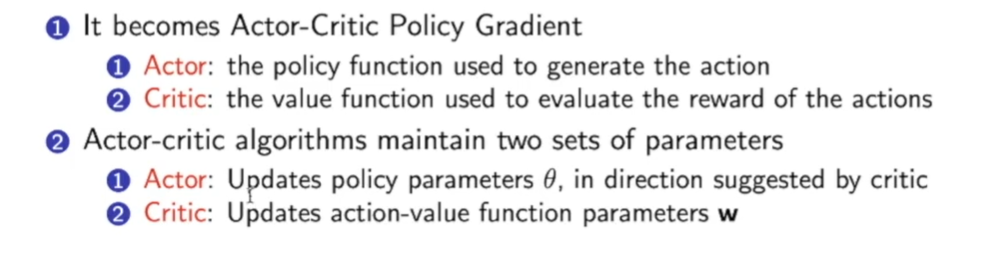 1 It becomes Actor-Critic Policy Gradient
1 Actor: the policy function used to generate the action
2 Critic: the value function used to evaluate the reward of the actions
2 Actor-critic algorithms maintain two sets of parameters
1 Actor: Updates policy parameters θ, in direction suggested by critic
2 Critic: Updates action-value function parameters w